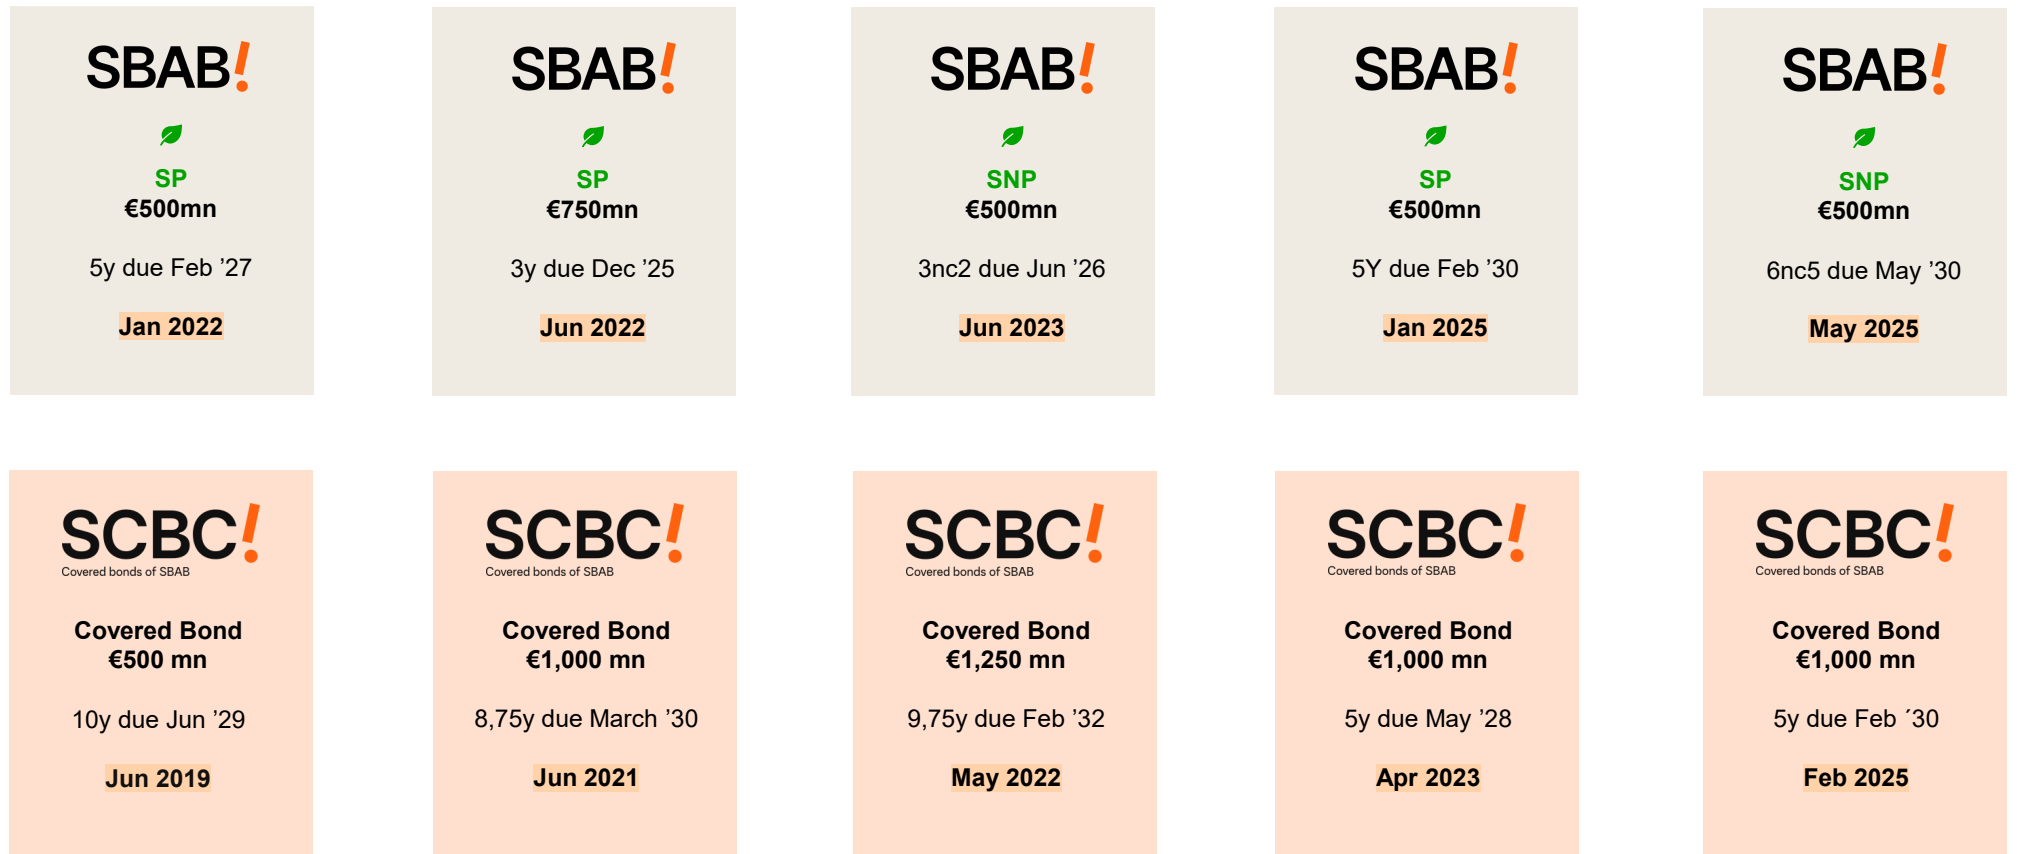 SBAB!
SP
€500mn
5y due Feb ’27
Jan 2022
SBAB!
SP
€750mn
3y due Dec ’25
Jun 2022
SBAB!
SNP
€500mn
3nc2 due Jun ’26
Jun 2023
SBAB!
SP
€500mn
5Y due Feb ’30
Jan 2025
SBAB!
SNP
€500mn
6nc5 due May ’30
May 2025
SCBC!
Covered bonds of SBAB
Covered Bond
€500 mn
10y due Jun ’29
Jun 2019
SCBC!
Covered bonds of SBAB
Covered Bond
€1,000 mn
8,75y due March ’30
Jun 2021
SCBC!
Covered bonds of SBAB
Covered Bond
€1,250 mn
9,75y due Feb ’32
May 2022
SCBC!
Covered bonds of SBAB
Covered Bond
€1,000 mn
5y due May ’28
Apr 2023
SCBC!
Covered bonds of SBAB
Covered Bond
€1,000 mn
5y due Feb ´30
Feb 2025